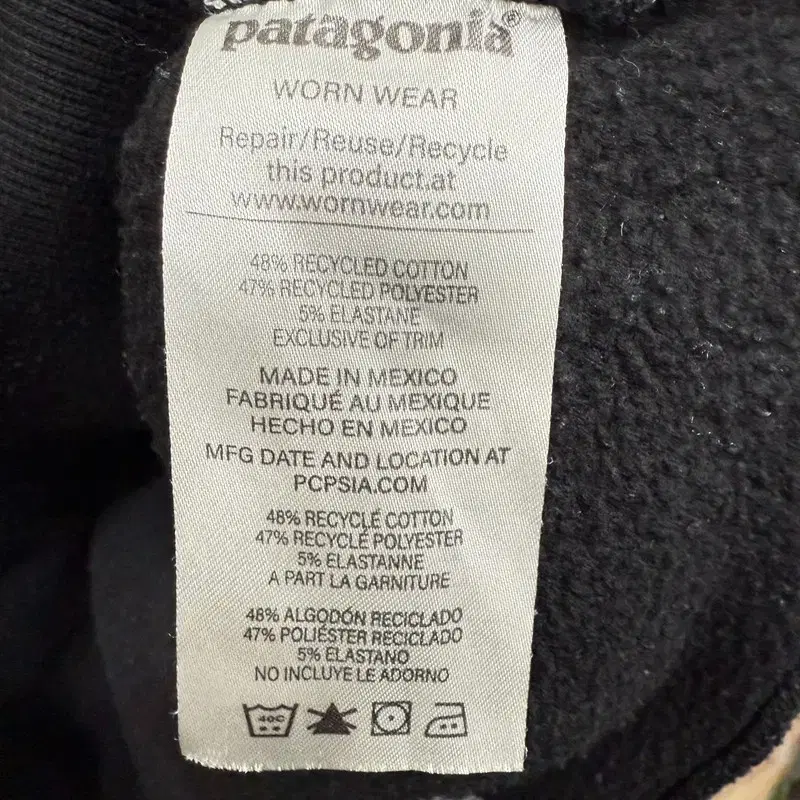 patagonia®
WORN WEAR
Repair/Reuse/Recycle
this product.at
www.wornwear.com
48% RECYCLED COTTON
47% RECYCLED POLYESTER
5% ELASTANE
EXCLUSIVE OF TRIM
MADE IN MEXICO
FABRIQUÉ AU MEXIQUE
HECHO EN MEXICO
MFG DATE AND LOCATION AT
PCPSIA.COM
48% RECYCLÉ COTTON
47% RECYCLÉ POLYESTER
5% ELASTANNE
A PART LA GARNITURE
48% ALGODÓN RECICLADO
47% POLIÉSTER RECICLADO
5% ELASTANO
NO INCLUYE LE ADORNO
40C